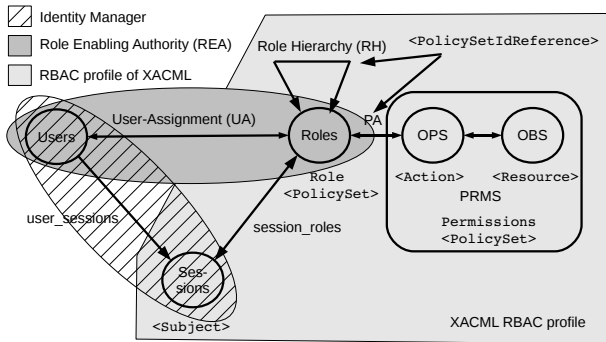 Identity Manager
Role Enabling Authority (REA)
RBAC profile of XACML
Role Hierarchy (RH)
<PolicySetIdReference>
User-Assignment (UA)
PA
Users
Roles
OPS
OBS
Role
<PolicySet>
<Action>
<Resource>
PRMS
Permissions
<PolicySet>
user_sessions
session_roles
Ses-
sions
<Subject>
XACML RBAC profile